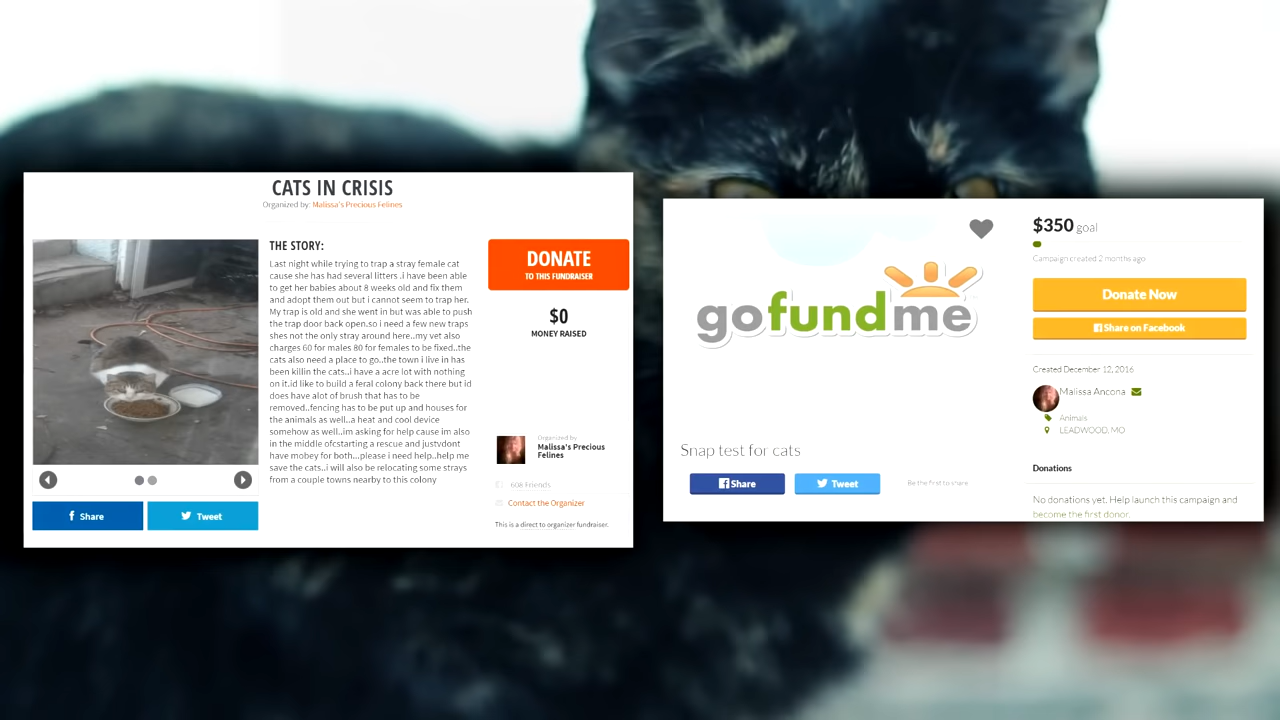 CATS IN CRISIS
Organized by: Malissa's Precious Felines
THE STORY:
Last night while trying to trap a stray female cat
cause she has had several litters .i have been able
to get her babies about 8 weeks old and fix them
and adopt them out but i cannot seem to trap her.
My trap is old and she went in but was able to push
the trap door back open.so i need a few new traps
shes not the only stray around here..my vet also
charges 60 for males 80 for females to be fixed..the
cats also need a place to go..the town i live in has
been killin the cats..i have a acre lot with nothing
on it.id like to build a feral colony back there but id
does have alot of brush that has to be
removed..fencing has to be put up and houses for
the animals as well..a heat and cool device
somehow as well..im asking for help cause im also
in the middle ofcstarting a rescue and justvdont
have mobey for both...please i need help..help me
save the cats..i will also be relocating some strays
from a couple towns nearby to this colony
Share
Tweet
DONATE
TO THIS FUNDRAISER
$0
MONEY RAISED
Organized by
Malissa's Precious
Felines
608 Friends
Contact the Organizer
This is a direct to organizer fundraiser.
gofundme
Snap test for cats
Share
Tweet
Be the first to share
$350 goal
Campaign created 2 months ago
Donate Now
Share on Facebook
Created December 12, 2016
Malissa Ancona
Animals
LEADWOOD, MO
Donations
No donations yet. Help launch this campaign and
become the first donor.